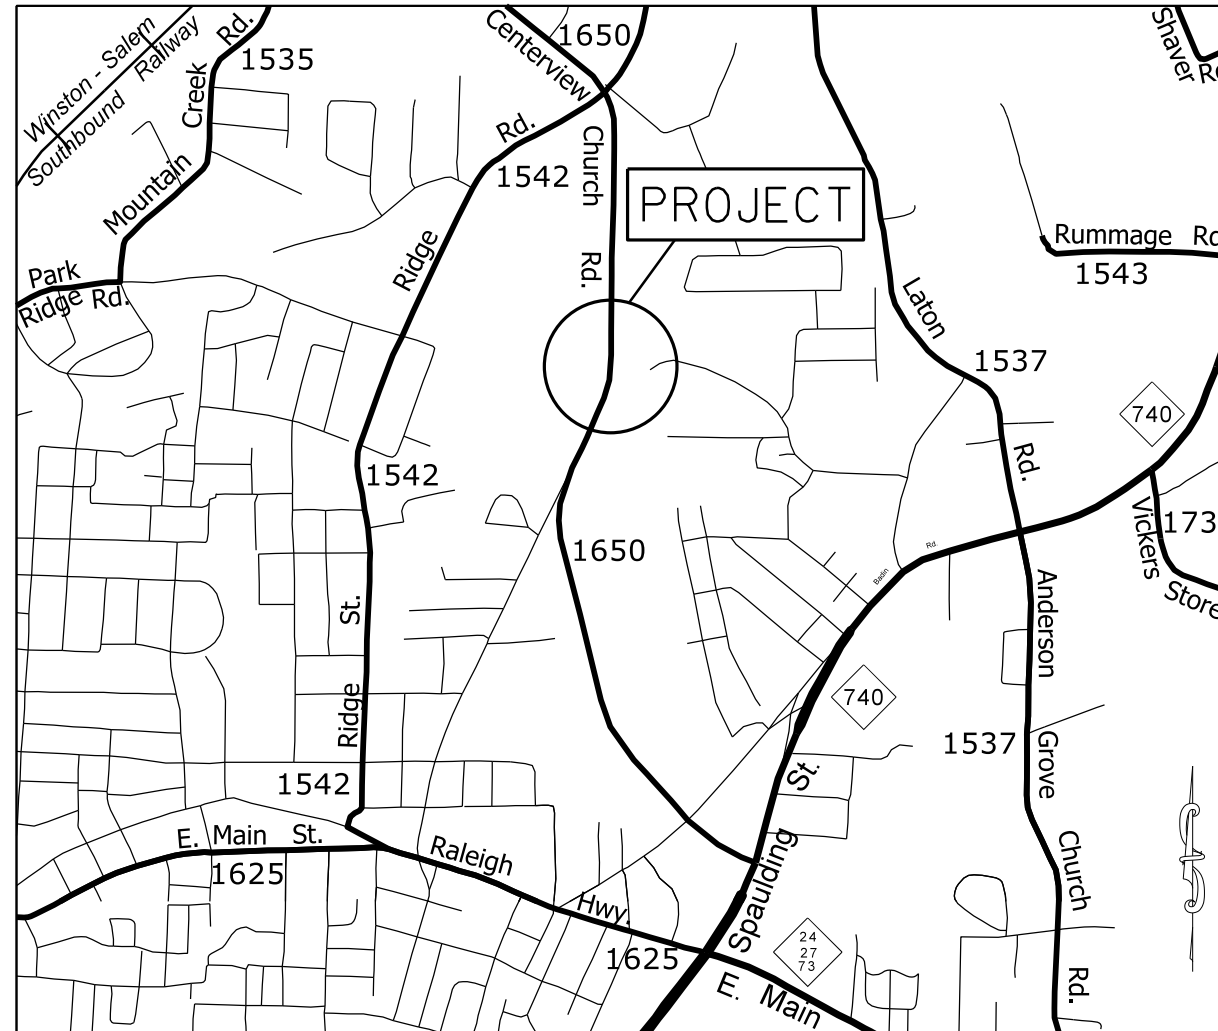 Winston - Salem
Southbound Railway
Rd.
1535
Creek
Mountain
Park
Ridge Rd.
Centerview
1650
Rd.
1542
Church
Rd.
PROJECT
Ridge
Shaver
Rummage Rd
1543
Laton
1537
740
Rd.
1542
1650
Vickers
173
Store
Rd.
Badin
Anderson
St.
Ridge
1542
740
1537
Grove
St.
Spaulding
Church
Rd.
E. Main St.
1625
Raleigh
Hwy.
1625
24
27
73
E. Main